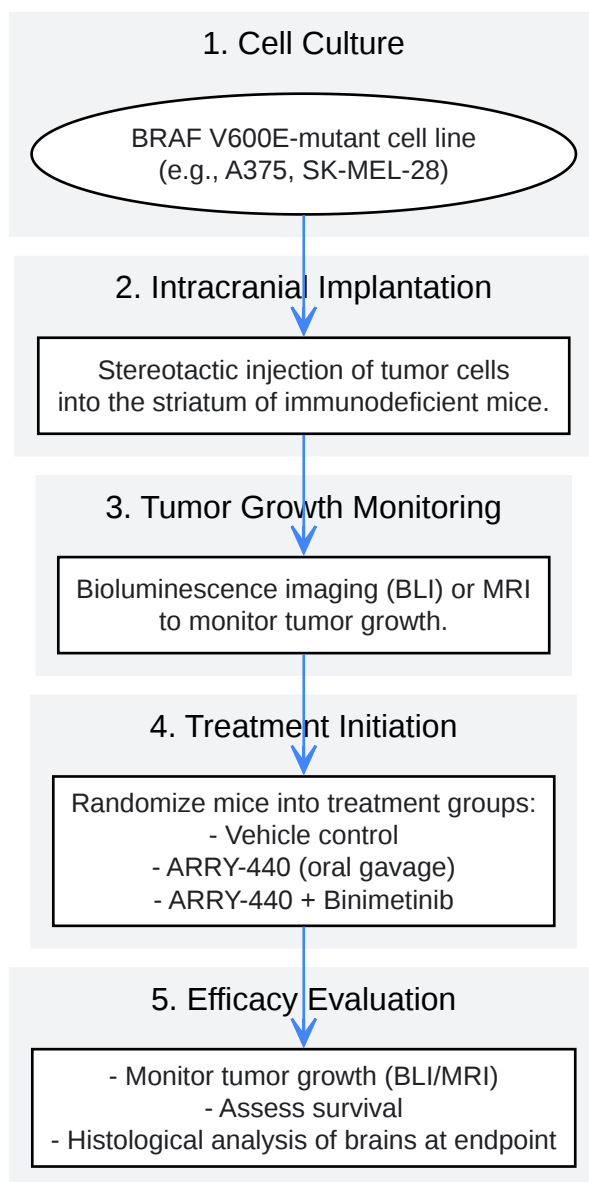 1. Cell Culture
BRAF V600E-mutant cell line
(e.g., A375, SK-MEL-28)
2. Intracranial Implantation
Stereotactic injection of tumor cells
into the striatum of immunodeficient mice.
3. Tumor Growth Monitoring
Bioluminescence imaging (BLI) or MRI
to monitor tumor growth.
4. Treatment Initiation
Randomize mice into treatment groups:
- Vehicle control
- ARRY-440 (oral gavage)
- ARRY-440 + Binimetinib
5. Efficacy Evaluation
- Monitor tumor growth (BLI/MRI)
- Assess survival
- Histological analysis of brains at endpoint